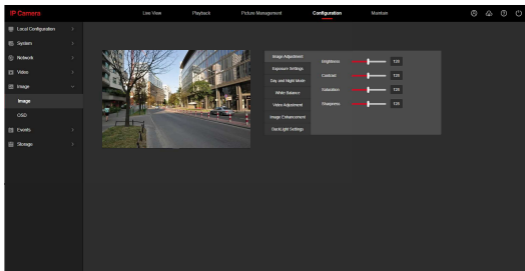 IP Camera
Live View
Playback
Picture Management
Configuration
Maintain
Local Configuration
System
Network
Video
Image
Image
OSD
Events
Storage
Image Adjustment
Exposure Settings
Day and Night Mode
White Balance
Video Adjustment
Image Enhancement
BackLight Settings
Brightness
Contrast
Saturation
Sharpness